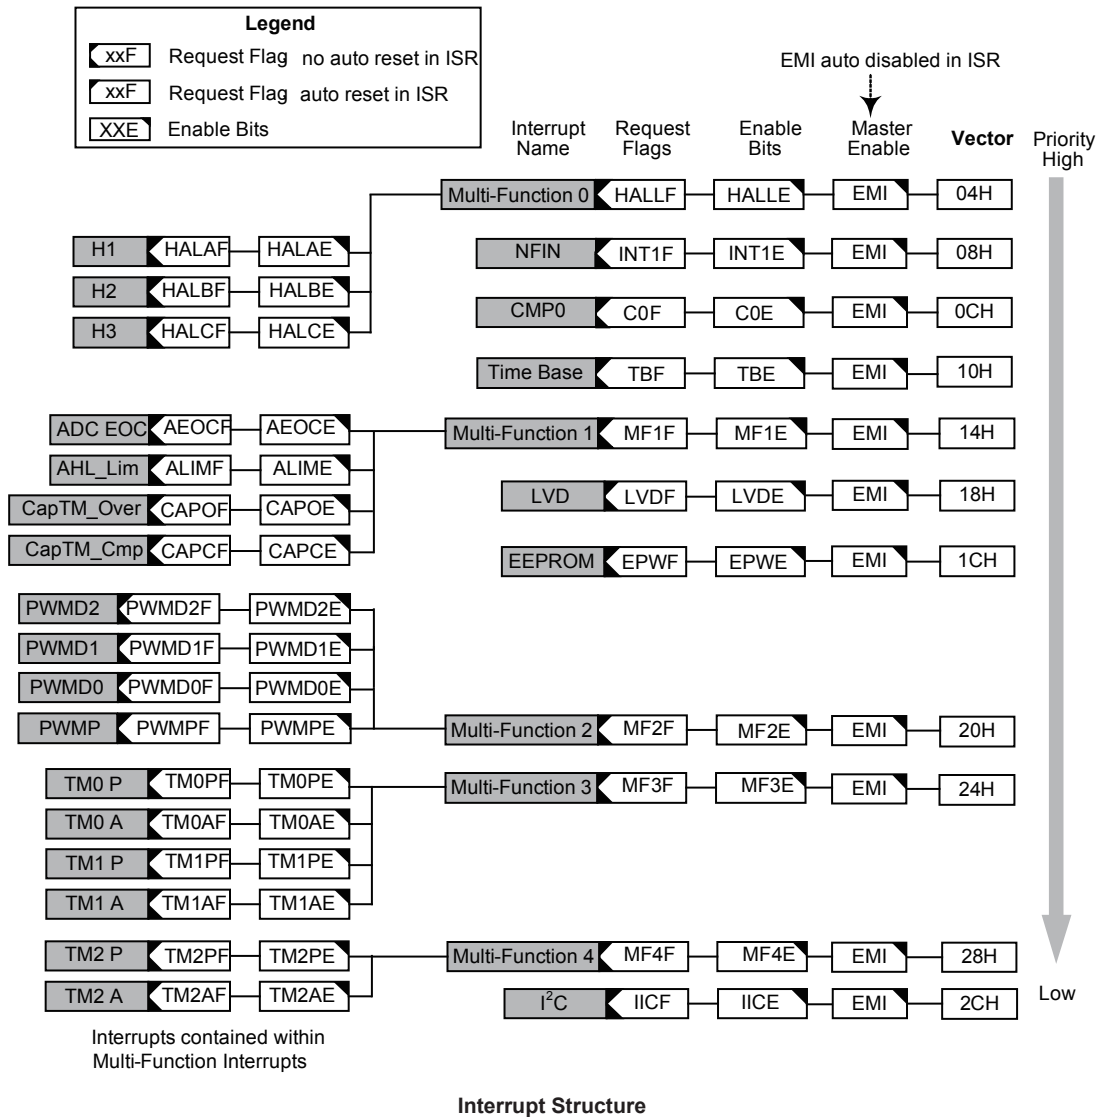 Legend
xxF Request Flag no auto reset in ISR
xxF Request Flag auto reset in ISR
XXE Enable Bits
EMI auto disabled in ISR
Interrupt Name Request Flags Enable Bits Master Enable Vector Priority High
Multi-Function 0 HALLF HALLE EMI 04H
H1 HALAF HALAE
NFIN INT1F INT1E EMI 08H
H2 HALBF HALBE
CMP0 C0F C0E EMI 0CH
H3 HALCF HALCE
Time Base TBF TBE EMI 10H
ADC EOC AEOCF AEOCE
Multi-Function 1 MF1F MF1E EMI 14H
AHL_Lim ALIMF ALIME
LVD LVDF LVDE EMI 18H
CapTM_Over CAPOF CAPOE
CapTM_Cmp CAPCF CAPCE
EEPROM EPWF EPWE EMI 1CH
PWMD2 PWMD2F PWMD2E
PWMD1 PWMD1F PWMD1E
PWMD0 PWMD0F PWMD0E
PWMP PWMPF PWMPE
Multi-Function 2 MF2F MF2E EMI 20H
TM0 P TM0PF TM0PE
Multi-Function 3 MF3F MF3E EMI 24H
TM0 A TM0AF TM0AE
TM1 P TM1PF TM1PE
TM1 A TM1AF TM1AE
TM2 P TM2PF TM2PE
Multi-Function 4 MF4F MF4E EMI 28H
TM2 A TM2AF TM2AE
I²C IICF IICE EMI 2CH
Low
Interrupts contained within
Multi-Function Interrupts
Interrupt Structure